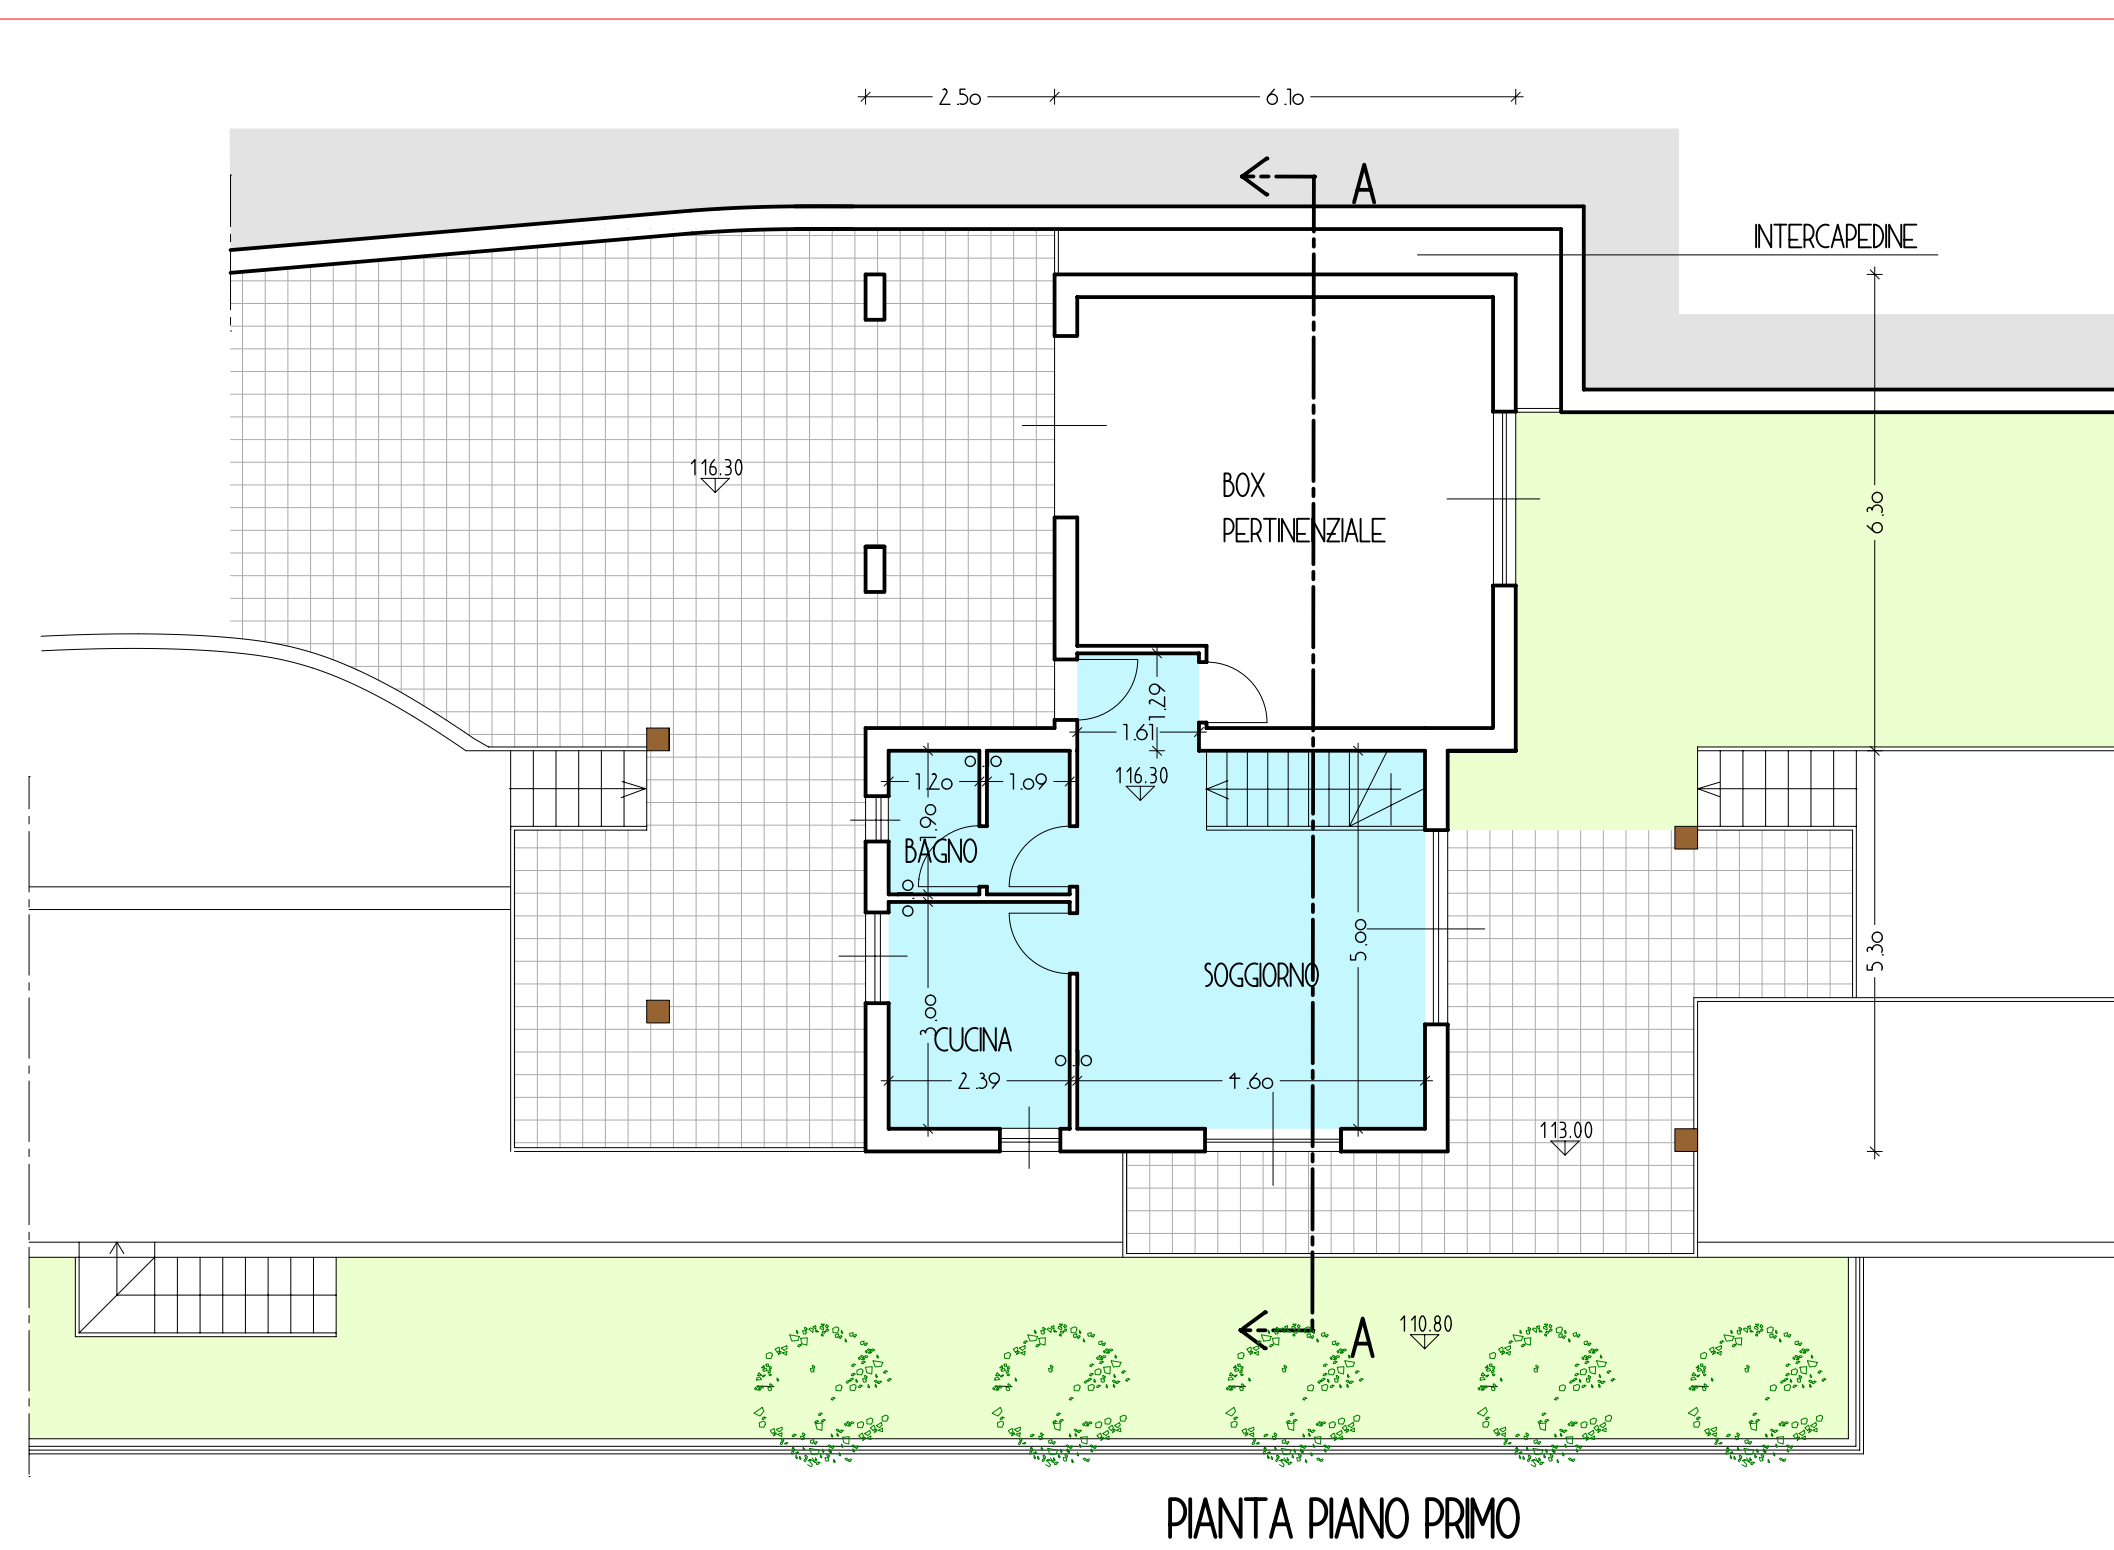 2.50
6.10
A
INTERCAPEDINE
116.30
BOX
PERTINENZIALE
6.30
1.29
1.61
116.30
1.20
1.09
1.90
BAGNO
5.00
SOGGIORNO
5.30
3.00
CUCINA
2.39
4.60
113.00
A
110.80
PIANTA PIANO PRIMO